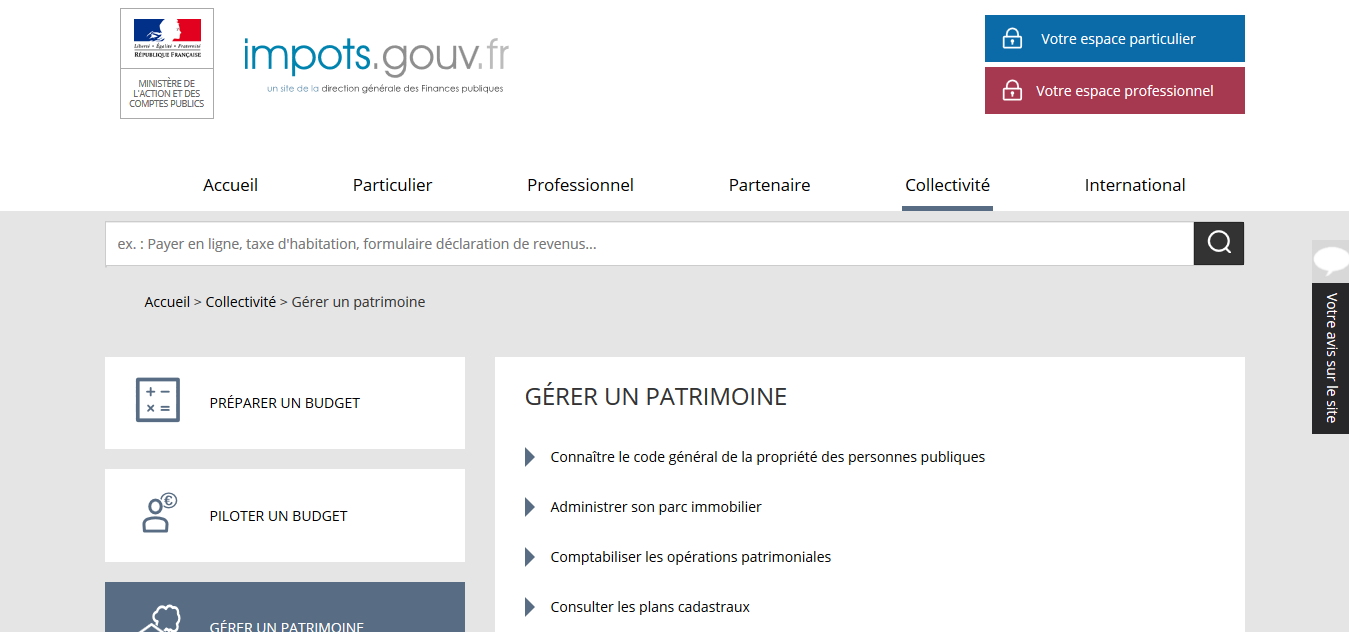 Liberté • Égalité • Fraternité
RÉPUBLIQUE FRANÇAISE
MINISTÈRE DE
L'ACTION ET DES
COMPTES PUBLICS
impots.gouv.fr
un site de la direction générale des Finances publiques
Votre espace particulier
Votre espace professionnel
Accueil
Particulier
Professionnel
Partenaire
Collectivité
International
ex. : Payer en ligne, taxe d'habitation, formulaire déclaration de revenus...
Accueil > Collectivité > Gérer un patrimoine
Votre avis sur le site
PRÉPARER UN BUDGET
PILOTER UN BUDGET
GÉRER UN PATRIMOINE
GÉRER UN PATRIMOINE
Connaître le code général de la propriété des personnes publiques
Administrer son parc immobilier
Comptabiliser les opérations patrimoniales
Consulter les plans cadastraux